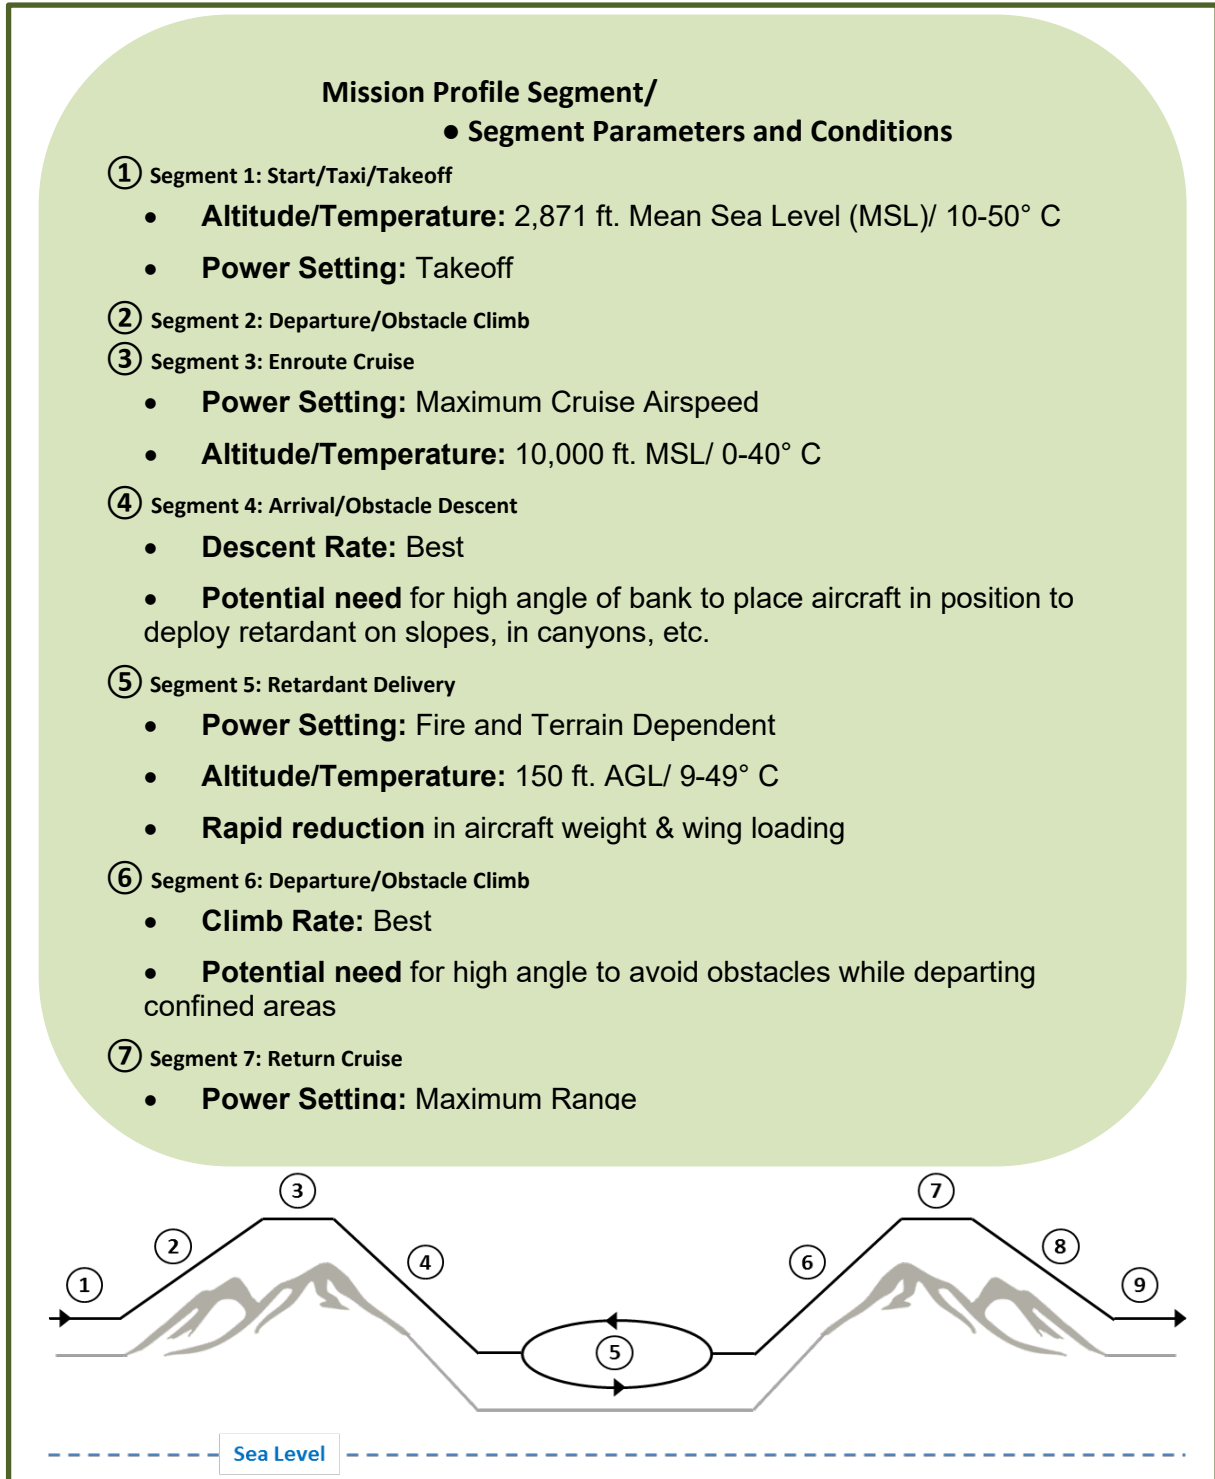 Mission Profile Segment/
● Segment Parameters and Conditions
① Segment 1: Start/Taxi/Takeoff
• Altitude/Temperature: 2,871 ft. Mean Sea Level (MSL)/ 10-50° C
• Power Setting: Takeoff
② Segment 2: Departure/Obstacle Climb
③ Segment 3: Enroute Cruise
• Power Setting: Maximum Cruise Airspeed
• Altitude/Temperature: 10,000 ft. MSL/ 0-40° C
④ Segment 4: Arrival/Obstacle Descent
• Descent Rate: Best
• Potential need for high angle of bank to place aircraft in position to
deploy retardant on slopes, in canyons, etc.
⑤ Segment 5: Retardant Delivery
• Power Setting: Fire and Terrain Dependent
• Altitude/Temperature: 150 ft. AGL/ 9-49° C
• Rapid reduction in aircraft weight & wing loading
⑥ Segment 6: Departure/Obstacle Climb
• Climb Rate: Best
• Potential need for high angle to avoid obstacles while departing
confined areas
⑦ Segment 7: Return Cruise
• Power Setting: Maximum Range
①
②
③
④
⑤
⑥
⑦
⑧
⑨
Sea Level